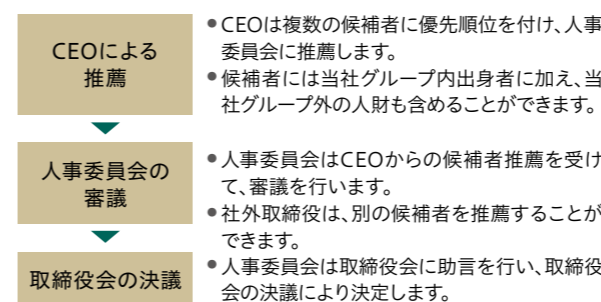 CEOによる
推薦
●CEOは複数の候補者に優先順位を付け、人事
委員会に推薦します。
●候補者には当社グループ内出身者に加え、当
社グループ外の人財も含めることができます。
人事委員会の
審議
●人事委員会はCEOからの候補者推薦を受け
て、審議を行います。
●社外取締役は、別の候補者を推薦することが
できます。
取締役会の決議
●人事委員会は取締役会に助言を行い、取締役
会の決議により決定します。